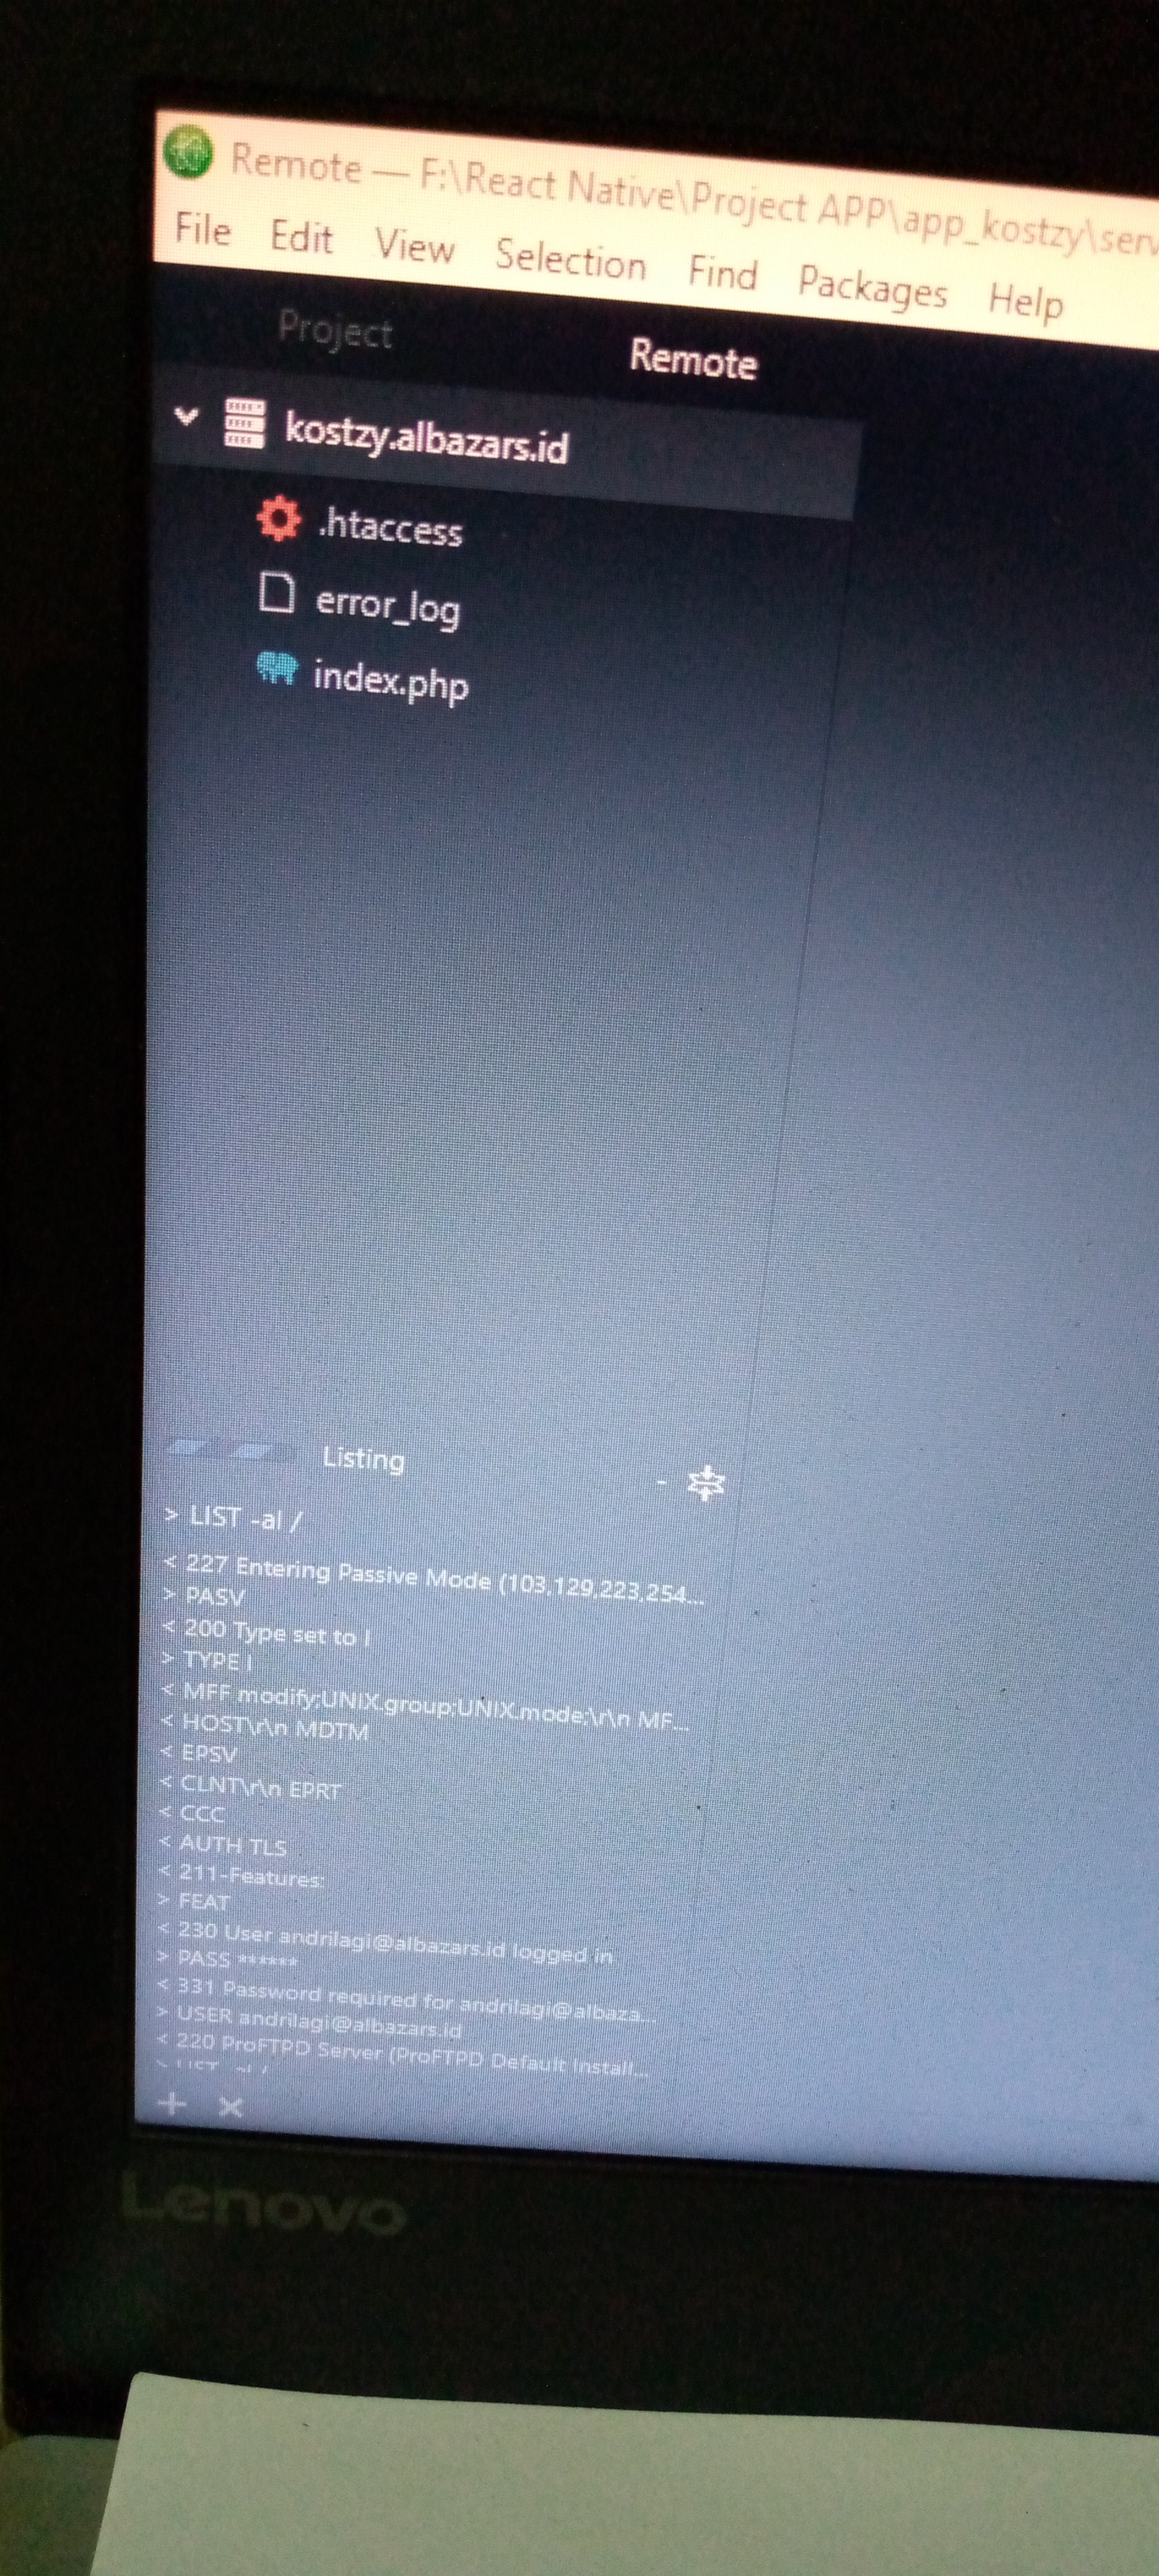 Remote — F:\React Native\Project APP\app_kostzy\serv
File Edit View Selection Find Packages Help
Project Remote
kostzy.albazars.id
.htaccess
error_log
index.php
Listing -
> LIST -al /
< 227 Entering Passive Mode (103,129,223,254...
> PASV
< 200 Type set to I
> TYPE I
< MFF modify;UNIX.group;UNIX.mode;\r\n MF...
< HOST\r\n MDTM
< EPSV
< CLNT\r\n EPRT
< CCC
< AUTH TLS
< 211-Features:
> FEAT
< 230 User andrilagi@albazars.id logged in
> PASS ******
< 331 Password required for andrilagi@albaza...
> USER andrilagi@albazars.id
< 220 ProFTPD Server (ProFTPD Default Install...
Lenovo